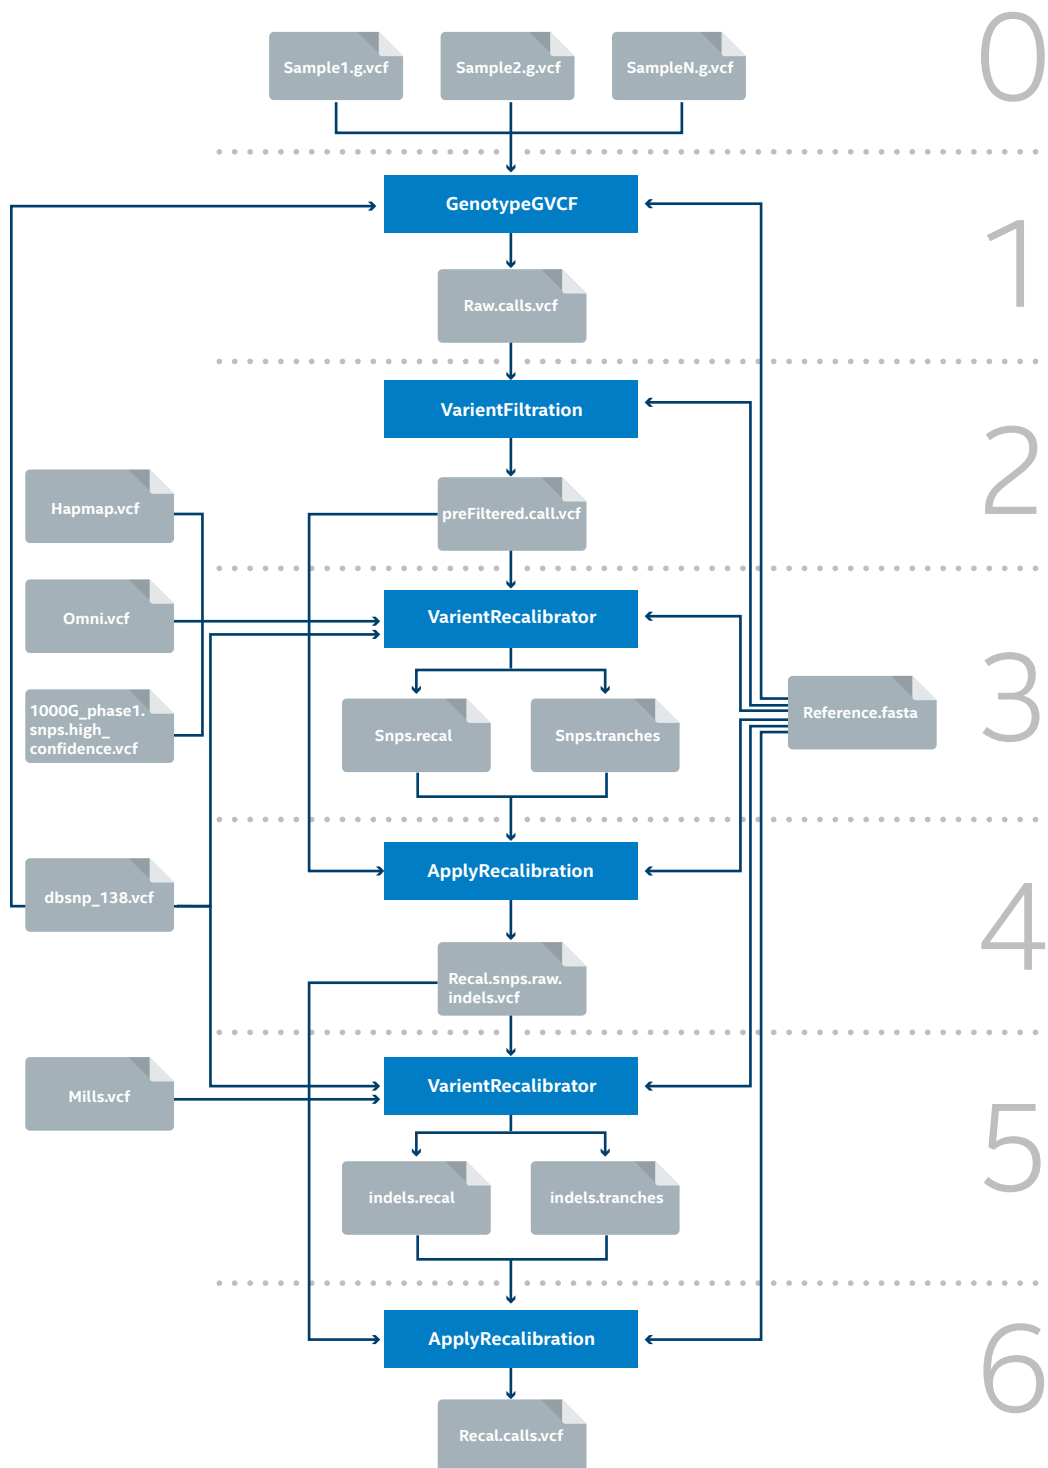 0
Sample1.g.vcf
Sample2.g.vcf
SampleN.g.vcf
GenotypeGVCF
1
Raw.calls.vcf
VarientFiltration
2
Hapmap.vcf
preFiltered.call.vcf
Omni.vcf
VarientRecalibrator
3
1000G_phase1.
snps.high_
confidence.vcf
Snps.recal
Snps.tranches
Reference.fasta
ApplyRecalibration
dbsnp_138.vcf
4
Recal.snps.raw.
indels.vcf
VarientRecalibrator
Mills.vcf
5
indels.recal
indels.tranches
ApplyRecalibration
6
Recal.calls.vcf